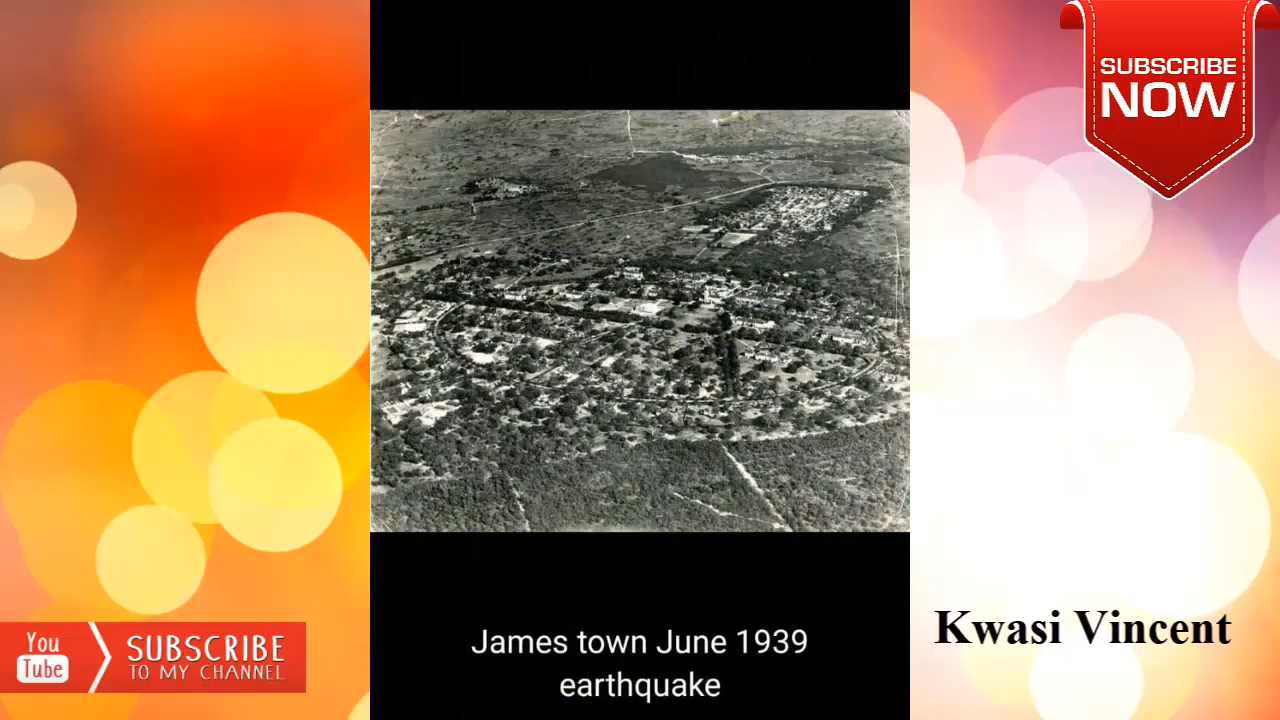 SUBSCRIBE
NOW
James town June 1939
earthquake
Kwasi Vincent
You
Tube
SUBSCRIBE
TO MY CHANNEL